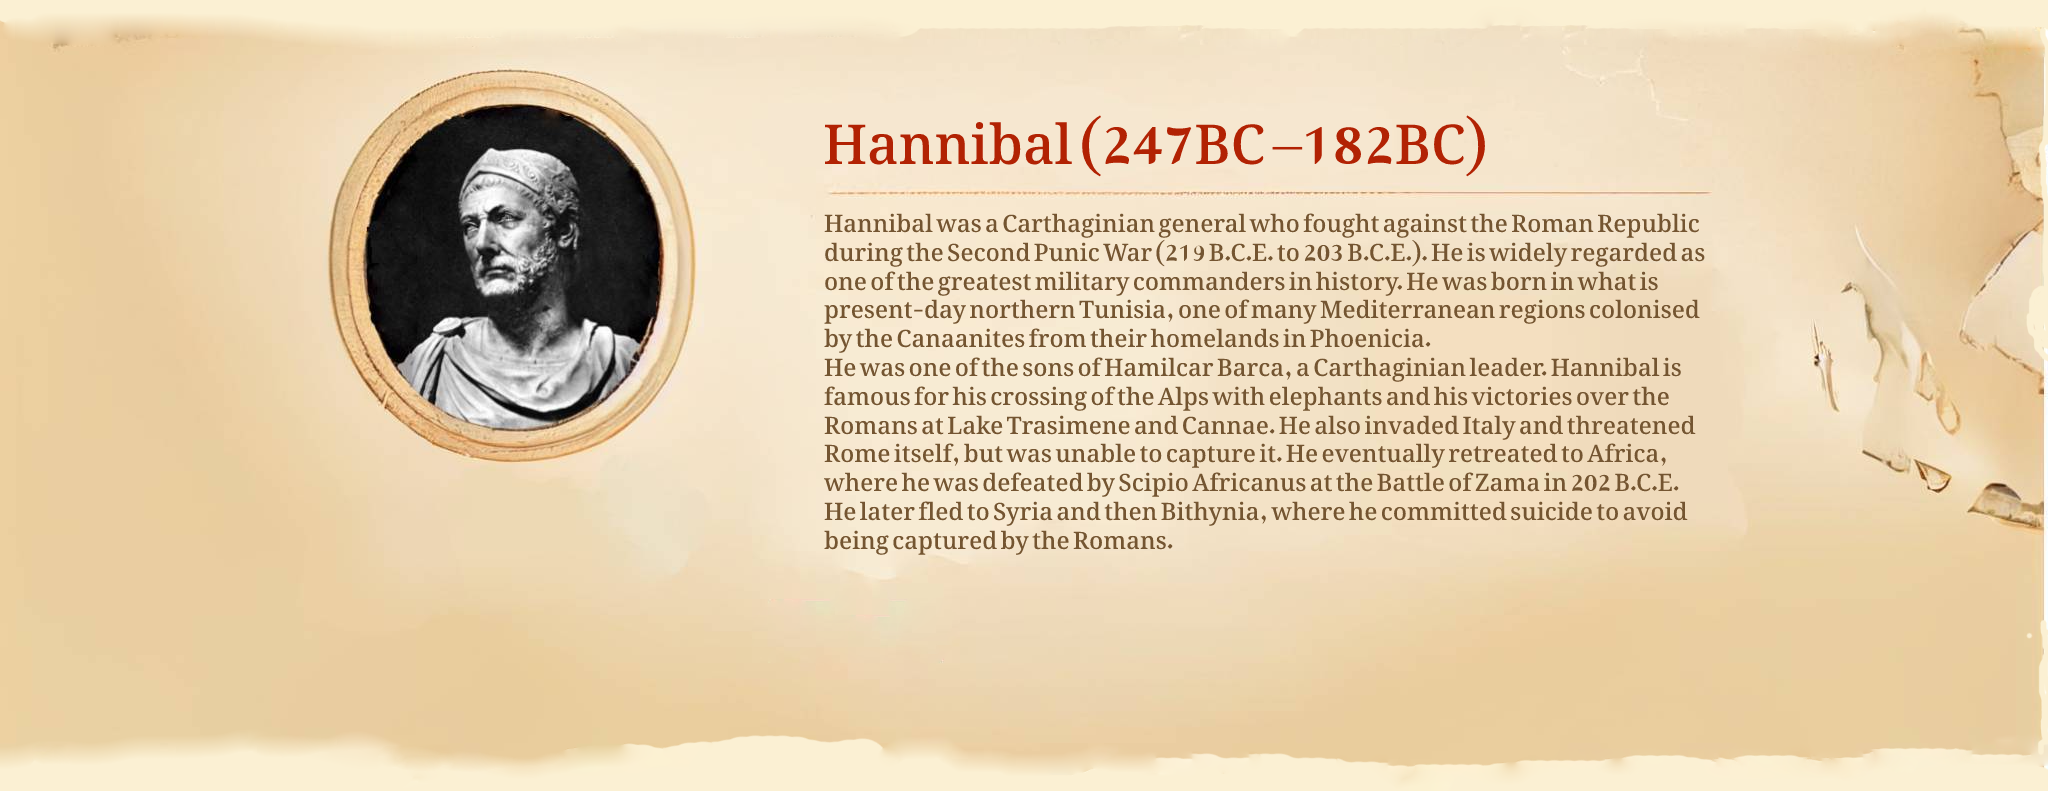 Hannibal (247BC–182BC)
Hannibal was a Carthaginian general who fought against the Roman Republic
during the Second Punic War (219 B.C.E. to 203 B.C.E.). He is widely regarded as
one of the greatest military commanders in history. He was born in what is
present-day northern Tunisia, one of many Mediterranean regions colonised
by the Canaanites from their homelands in Phoenicia.
He was one of the sons of Hamilcar Barca, a Carthaginian leader. Hannibal is
famous for his crossing of the Alps with elephants and his victories over the
Romans at Lake Trasimene and Cannae. He also invaded Italy and threatened
Rome itself, but was unable to capture it. He eventually retreated to Africa,
where he was defeated by Scipio Africanus at the Battle of Zama in 202 B.C.E.
He later fled to Syria and then Bithynia, where he committed suicide to avoid
being captured by the Romans.